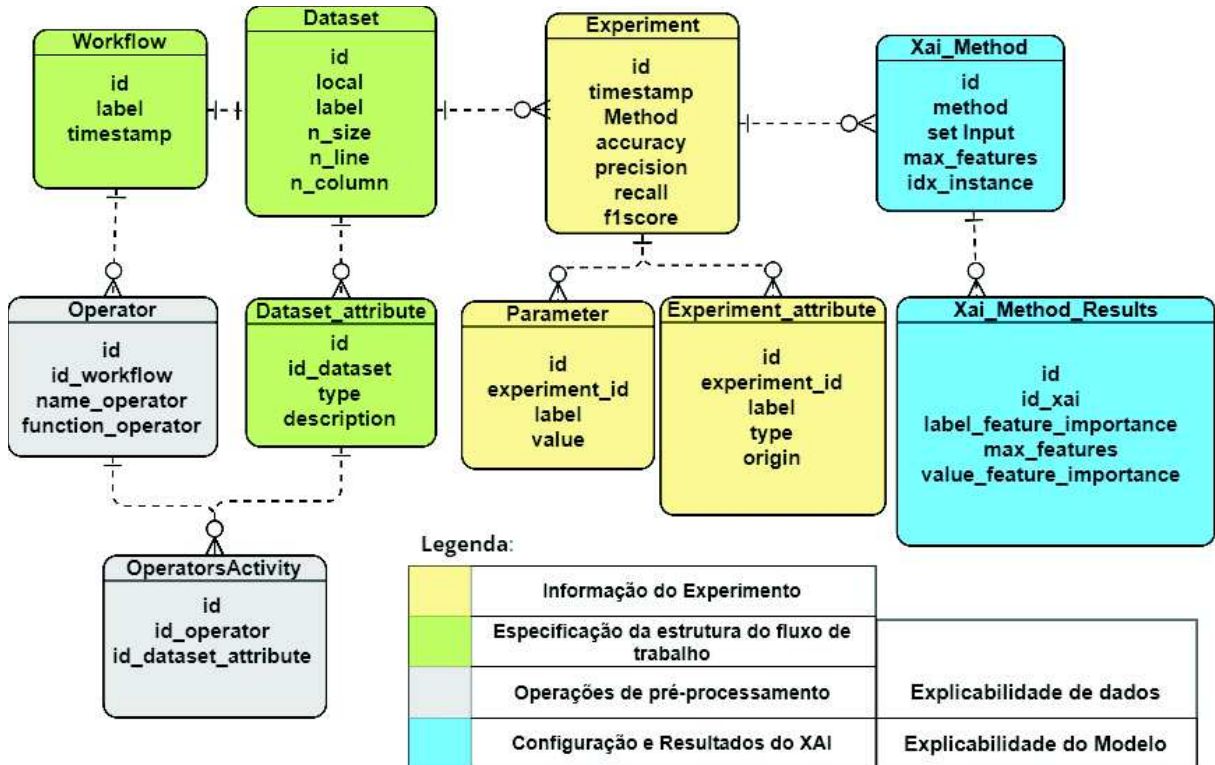 Workflow
id
label
timestamp
Dataset
id
local
label
n_size
n_line
n_column
Experiment
id
timestamp
Method
accuracy
precision
recall
f1score
Xai_Method
id
method
set Input
max_features
idx_instance
Operator
id
id_workflow
name_operator
function_operator
Dataset_attribute
id
id_dataset
type
description
Parameter
id
experiment_id
label
value
Experiment_attribute
id
experiment_id
label
type
origin
Xai_Method_Results
id
id_xai
label_feature_importance
max_features
value_feature_importance
OperatorsActivity
id
id_operator
id_dataset_attribute
Legenda:
Informação do Experimento
Especificação da estrutura do fluxo de
trabalho
Operações de pré-processamento
Explicabilidade de dados
Configuração e Resultados do XAI
Explicabilidade do Modelo